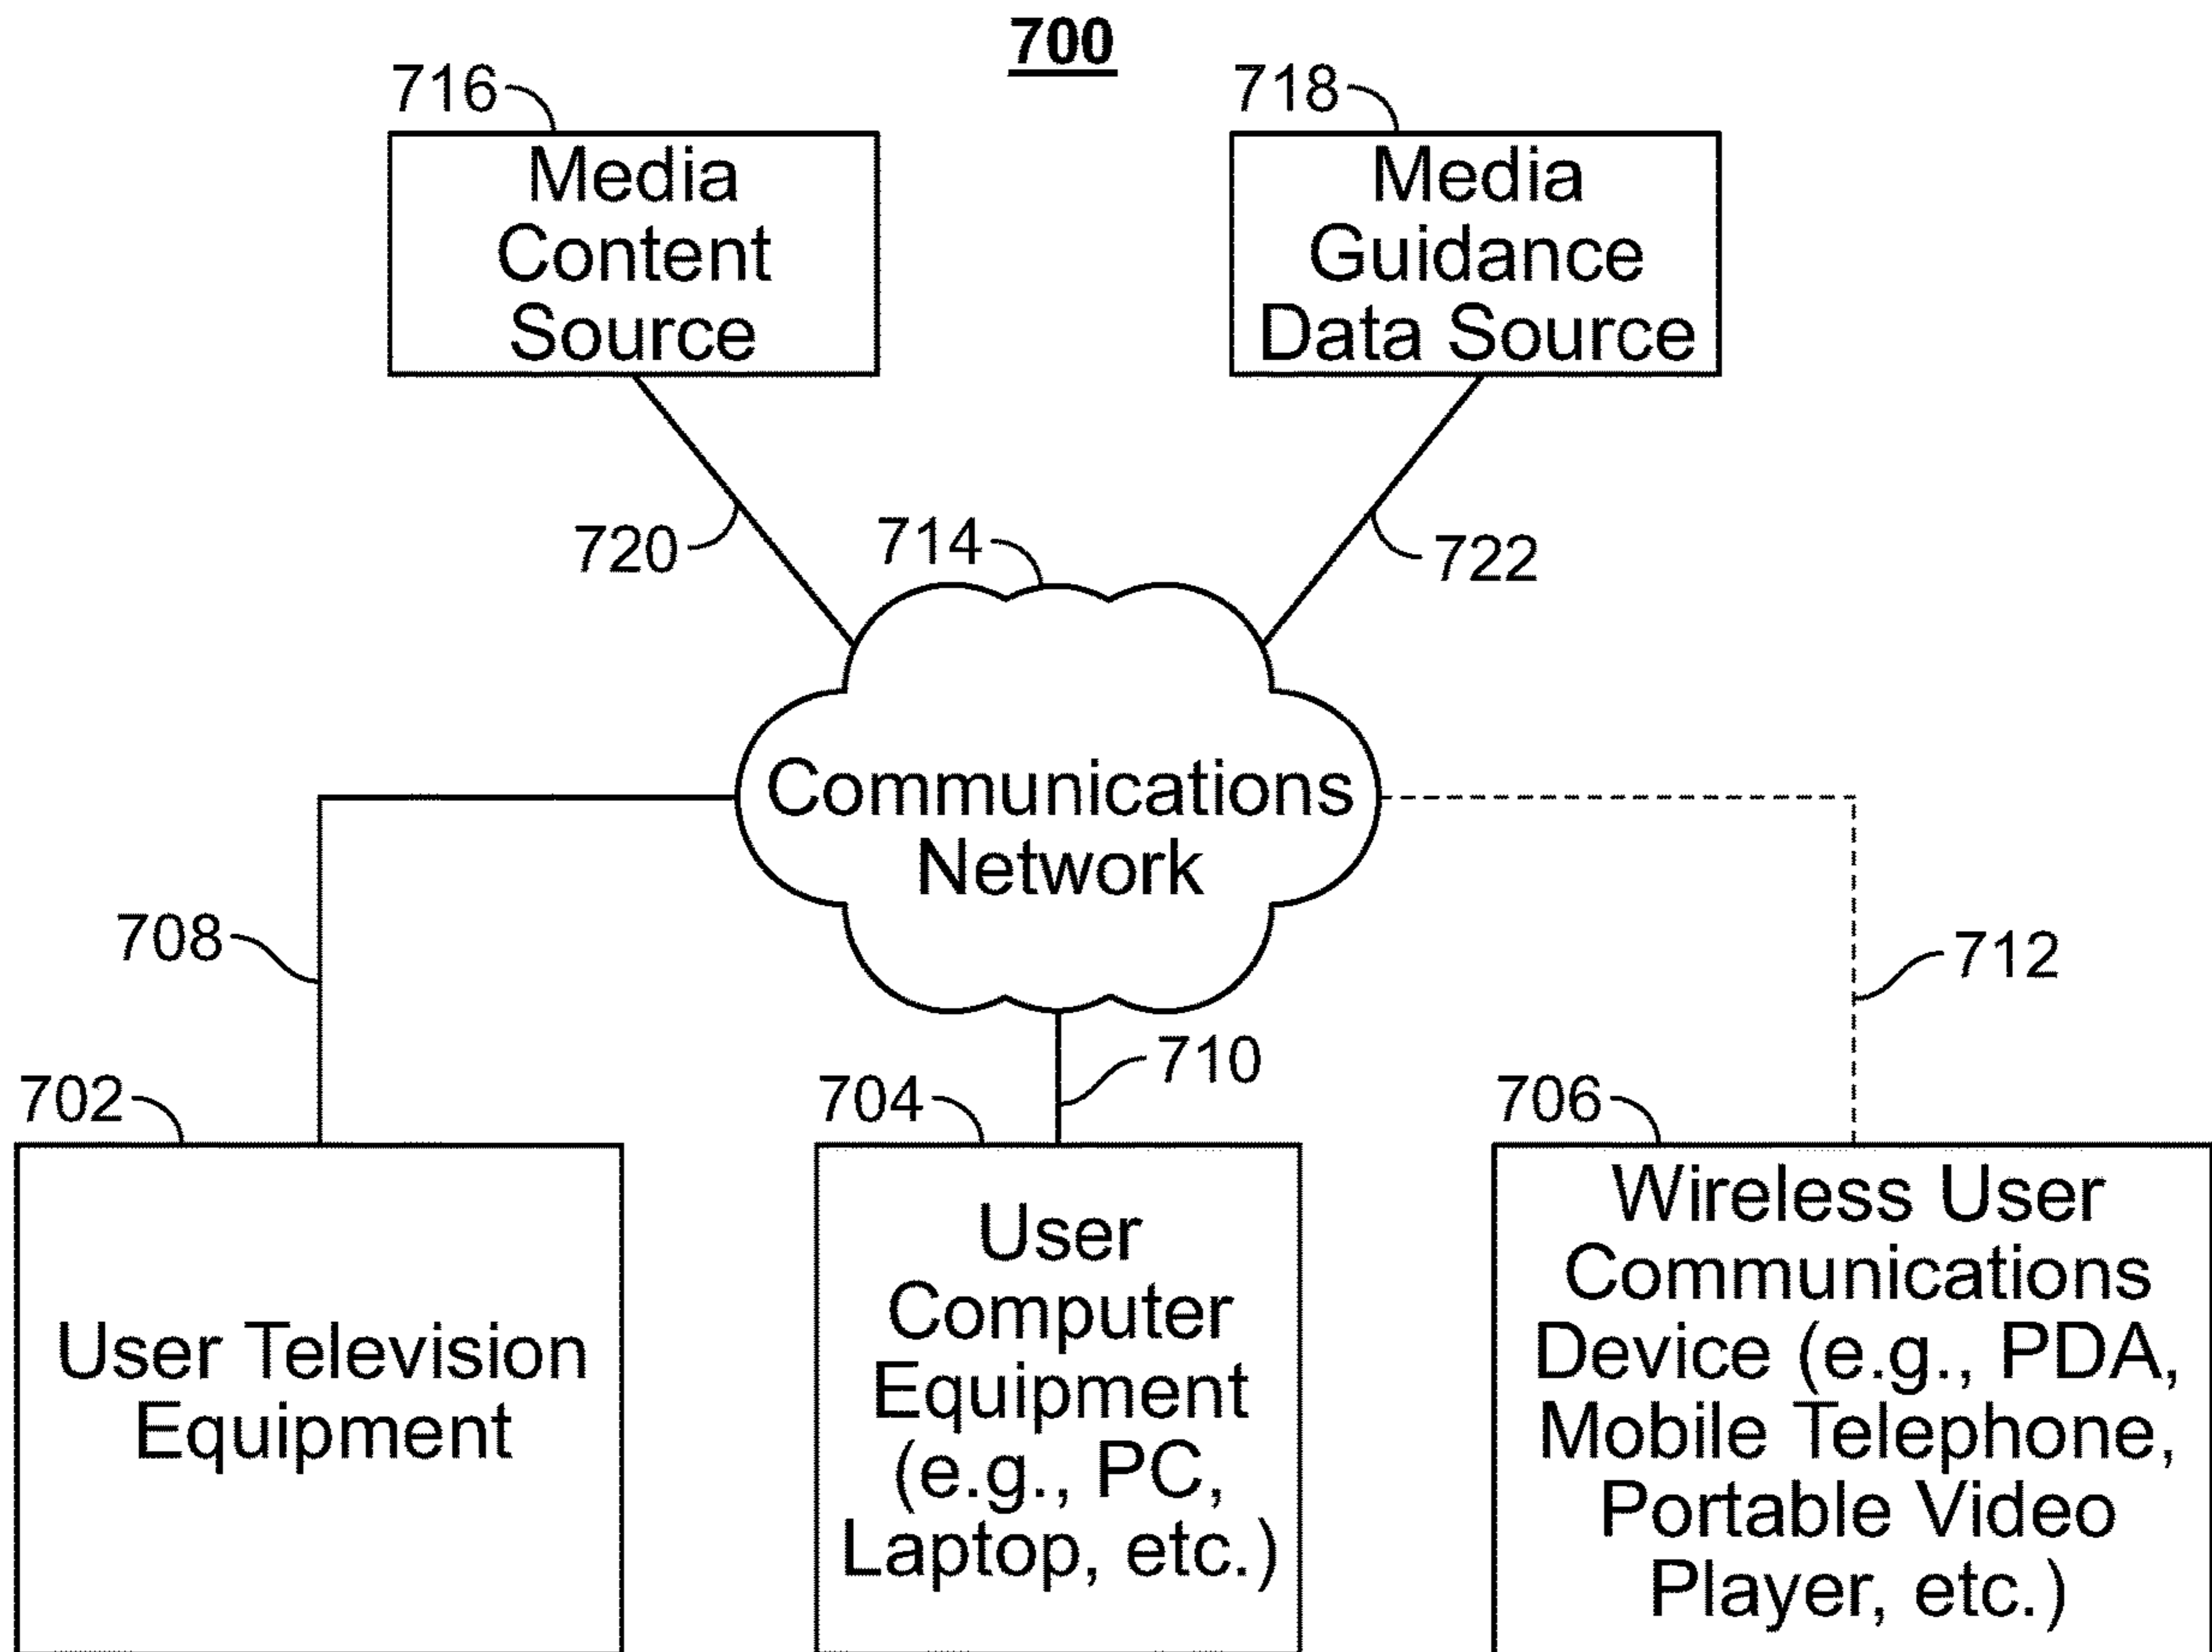 700
716
718
Media
Content
Source
Media
Guidance
Data Source
720
714
722
Communications
Network
708
712
710
702
704
706
User Television
Equipment
User
Computer
Equipment
(e.g., PC,
Laptop, etc.)
Wireless User
Communications
Device (e.g., PDA,
Mobile Telephone,
Portable Video
Player, etc.)